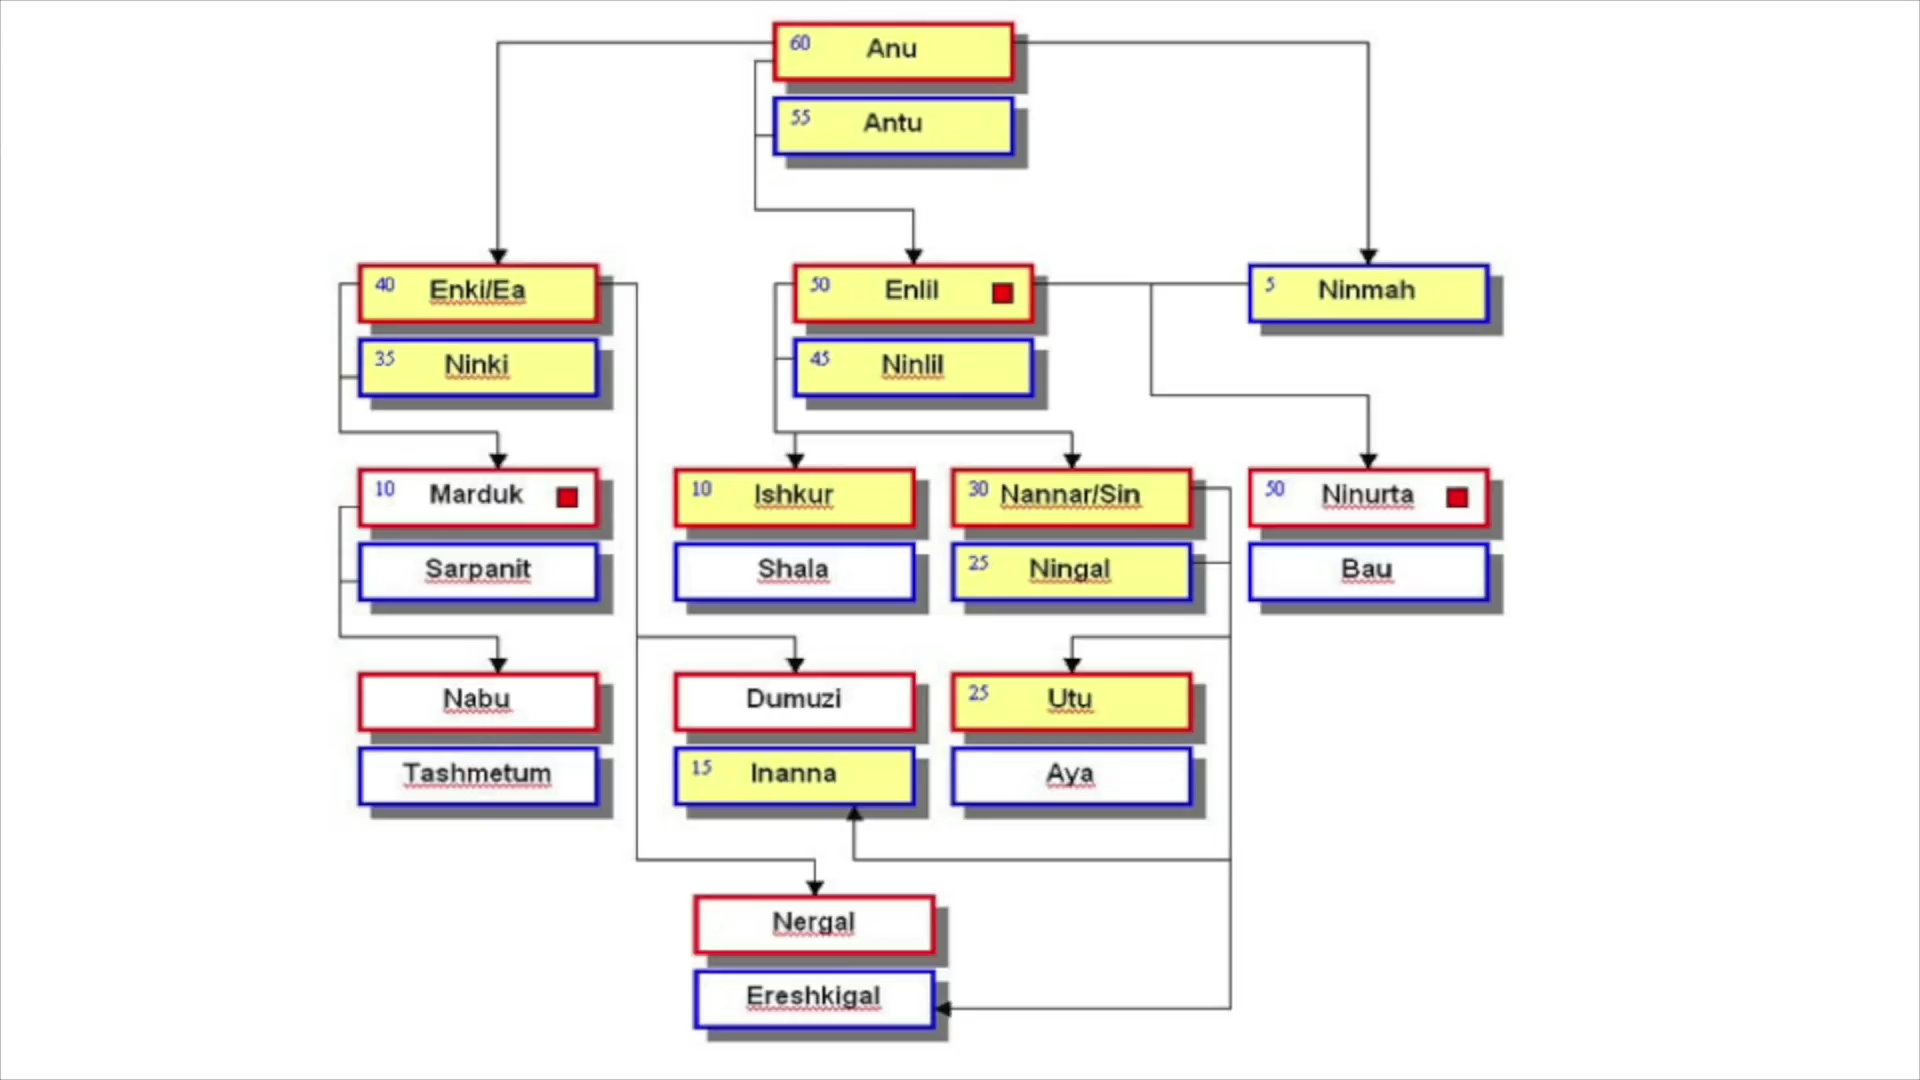 60 Anu
55 Antu
40 Enki/Ea
50 Enlil
5 Ninmah
35 Ninki
45 Ninlil
10 Marduk
10 Ishkur
30 Nannar/Sin
50 Ninurta
Sarpanit
Shala
25 Ningal
Bau
Nabu
Dumuzi
25 Utu
Tashmetum
15 Inanna
Aya
Nergal
Ereshkigal